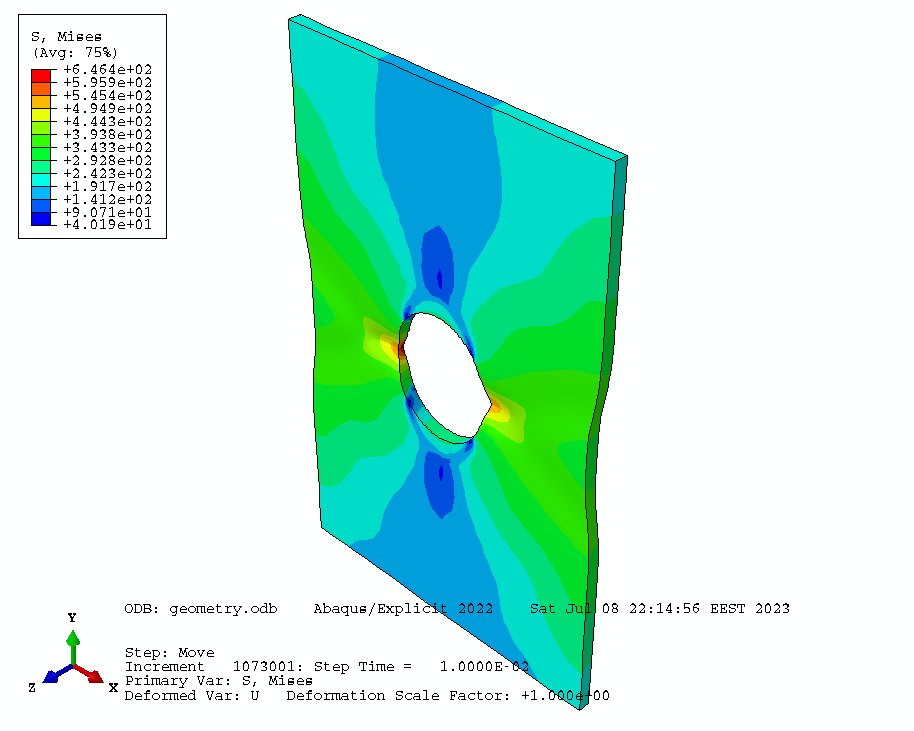 S, Mises
(Avg: 75%)
+6.464e+02
+5.959e+02
+5.454e+02
+4.949e+02
+4.443e+02
+3.938e+02
+3.433e+02
+2.928e+02
+2.423e+02
+1.917e+02
+1.412e+02
+9.071e+01
+4.019e+01
ODB: geometry.odb    Abaqus/Explicit 2022    Sat Jul 08 22:14:56 EEST 2023
Y
Z
X
Step: Move
Increment   1073001: Step Time =   1.0000E-02
Primary Var: S, Mises
Deformed Var: U   Deformation Scale Factor: +1.000e+00